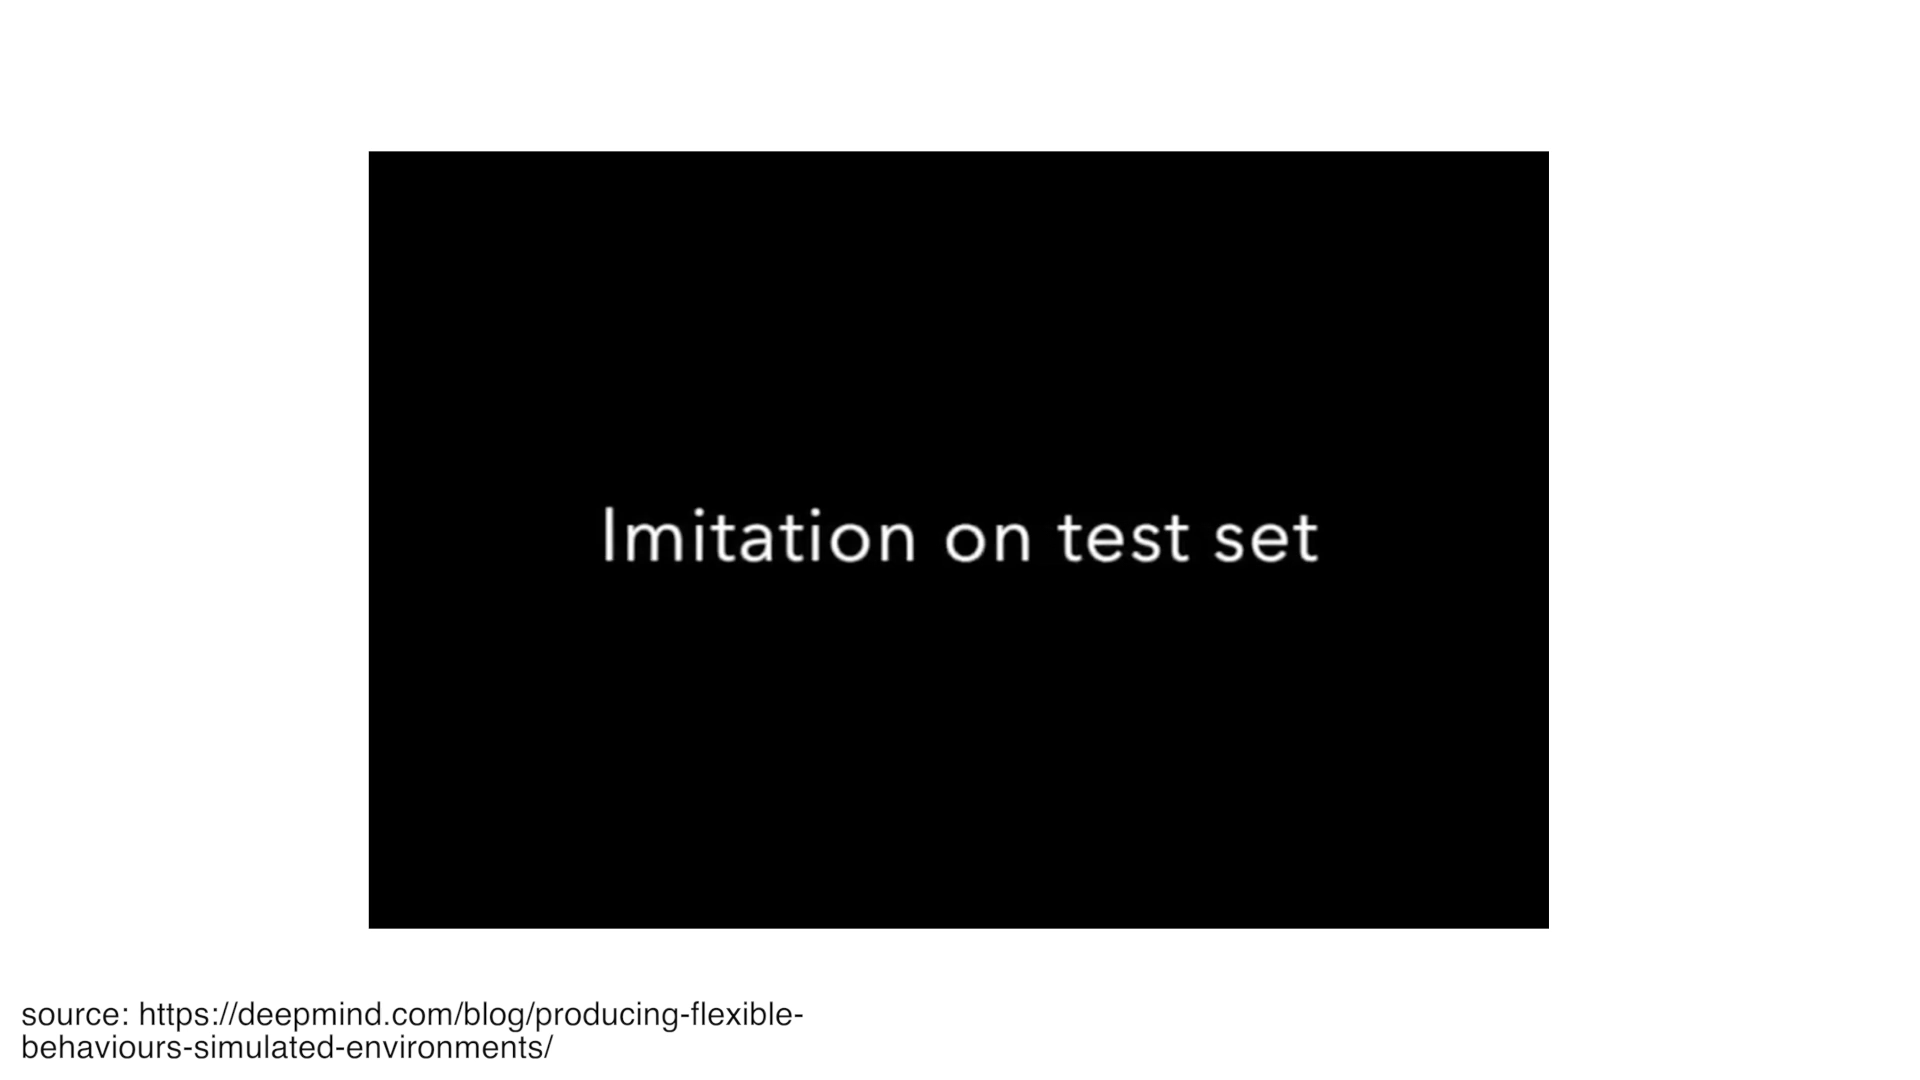 Imitation on test set
source: https://deepmind.com/blog/producing-flexible-
behaviours-simulated-environments/